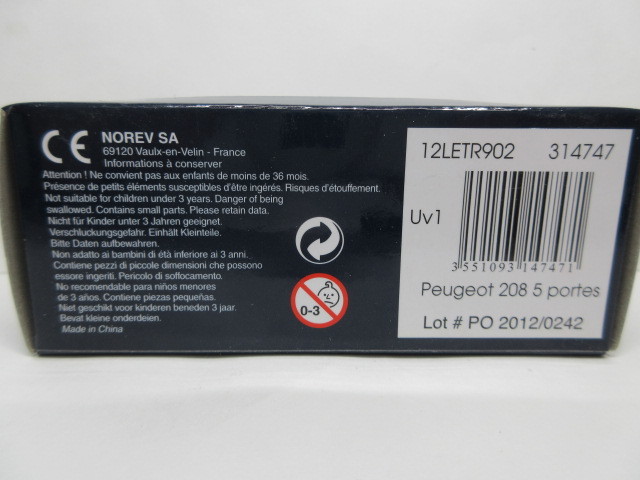 CE
NOREV SA
69120 Vaulx-en-Velin - France
Informations à conserver
Attention ! Ne convient pas aux enfants de moins de 36 mois.
Présence de petits éléments susceptibles d'être ingérés. Risques d'étouffement.
Not suitable for children under 3 years. Danger of being
swallowed. Contains small parts. Please retain data.
Nicht für Kinder unter 3 Jahren geeignet.
Verschluckungsgefahr. Einhält Kleinteile.
Bitte Daten aufbewahren.
Non adatto ai bambini di età inferiore ai 3 anni.
Contiene pezzi di piccole dimensioni che possono
essere ingeriti. Pericolo di soffocamento.
No recomendable para niños menores
de 3 años. Contiene piezas pequeñas.
Niet geschikt voor kinderen beneden 3 jaar.
Bevat kleine onderdeien.
Made in China
0-3
12LETR902 314747
Uv1
3 551093 147471
Peugeot 208 5 portes
Lot # PO 2012/0242